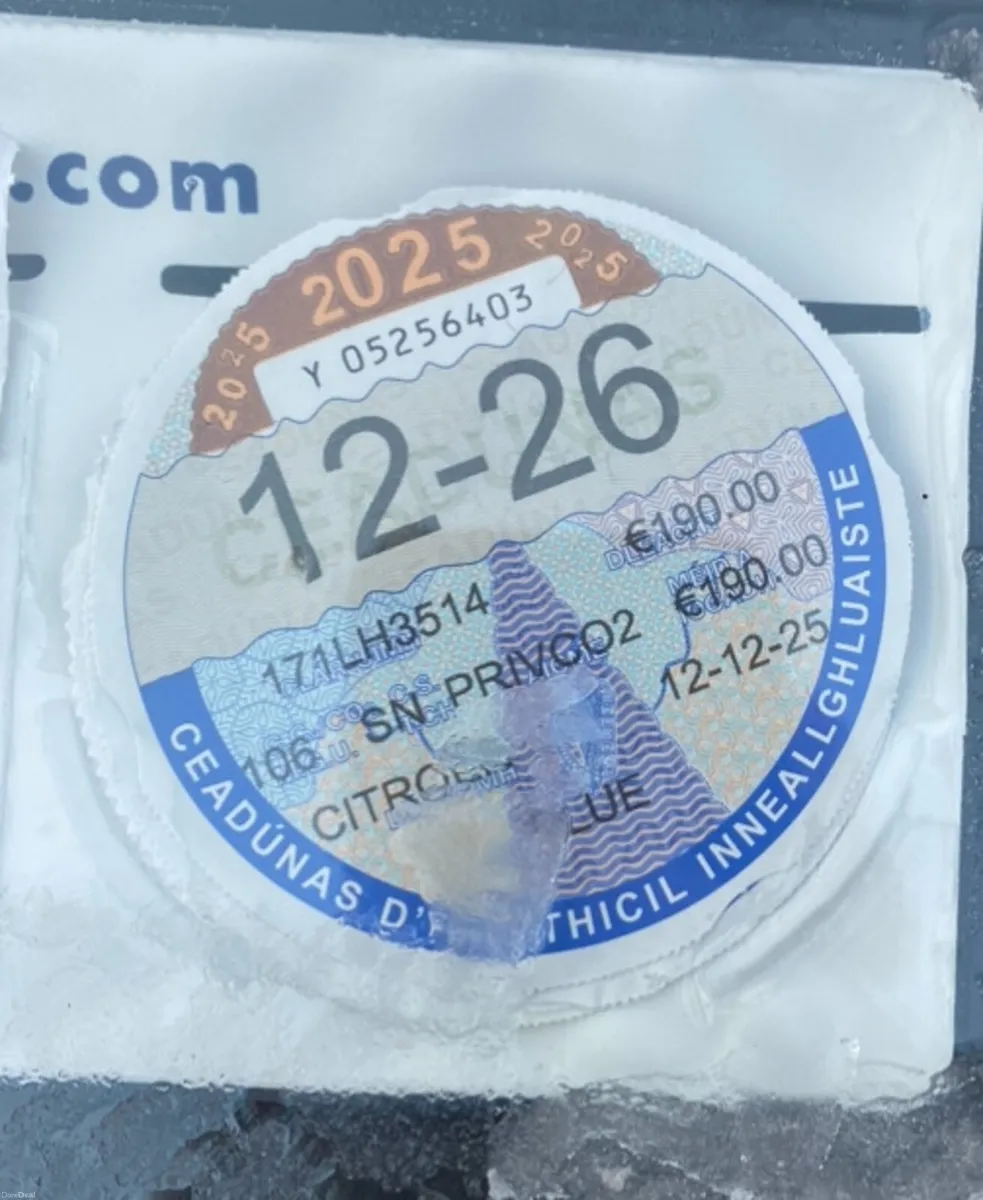 .com
2025 2025 2025
Y 05256403
12-26
€190.00
€190.00
171LH3514
SN PRIVCO2
12-12-25
106
CITRO
LUE
CEADÚNAS D' THICIL INNEALLGHLUAISTE
DoneDeal